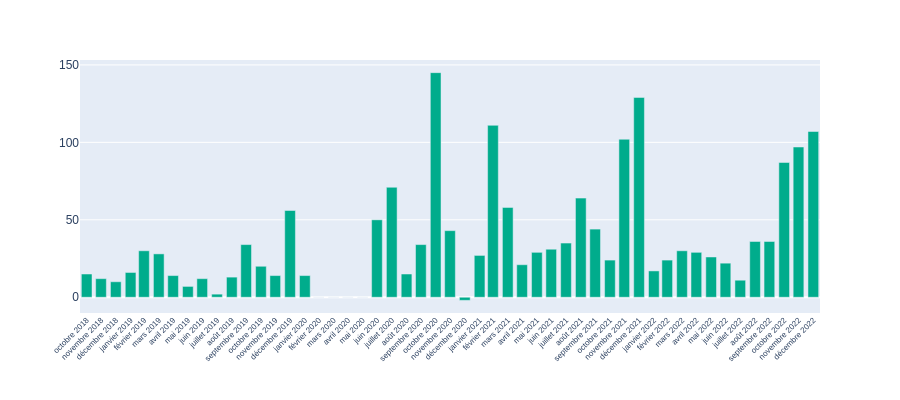 150
100
50
0
octobre 2018
novembre 2018
décembre 2018
janvier 2019
février 2019
mars 2019
avril 2019
mai 2019
juin 2019
juillet 2019
août 2019
septembre 2019
octobre 2019
novembre 2019
décembre 2019
janvier 2020
février 2020
mars 2020
avril 2020
mai 2020
juin 2020
juillet 2020
août 2020
septembre 2020
octobre 2020
novembre 2020
décembre 2020
janvier 2021
février 2021
mars 2021
avril 2021
mai 2021
juin 2021
juillet 2021
août 2021
septembre 2021
octobre 2021
novembre 2021
décembre 2021
janvier 2022
février 2022
mars 2022
avril 2022
mai 2022
juin 2022
juillet 2022
août 2022
septembre 2022
octobre 2022
novembre 2022
décembre 2022